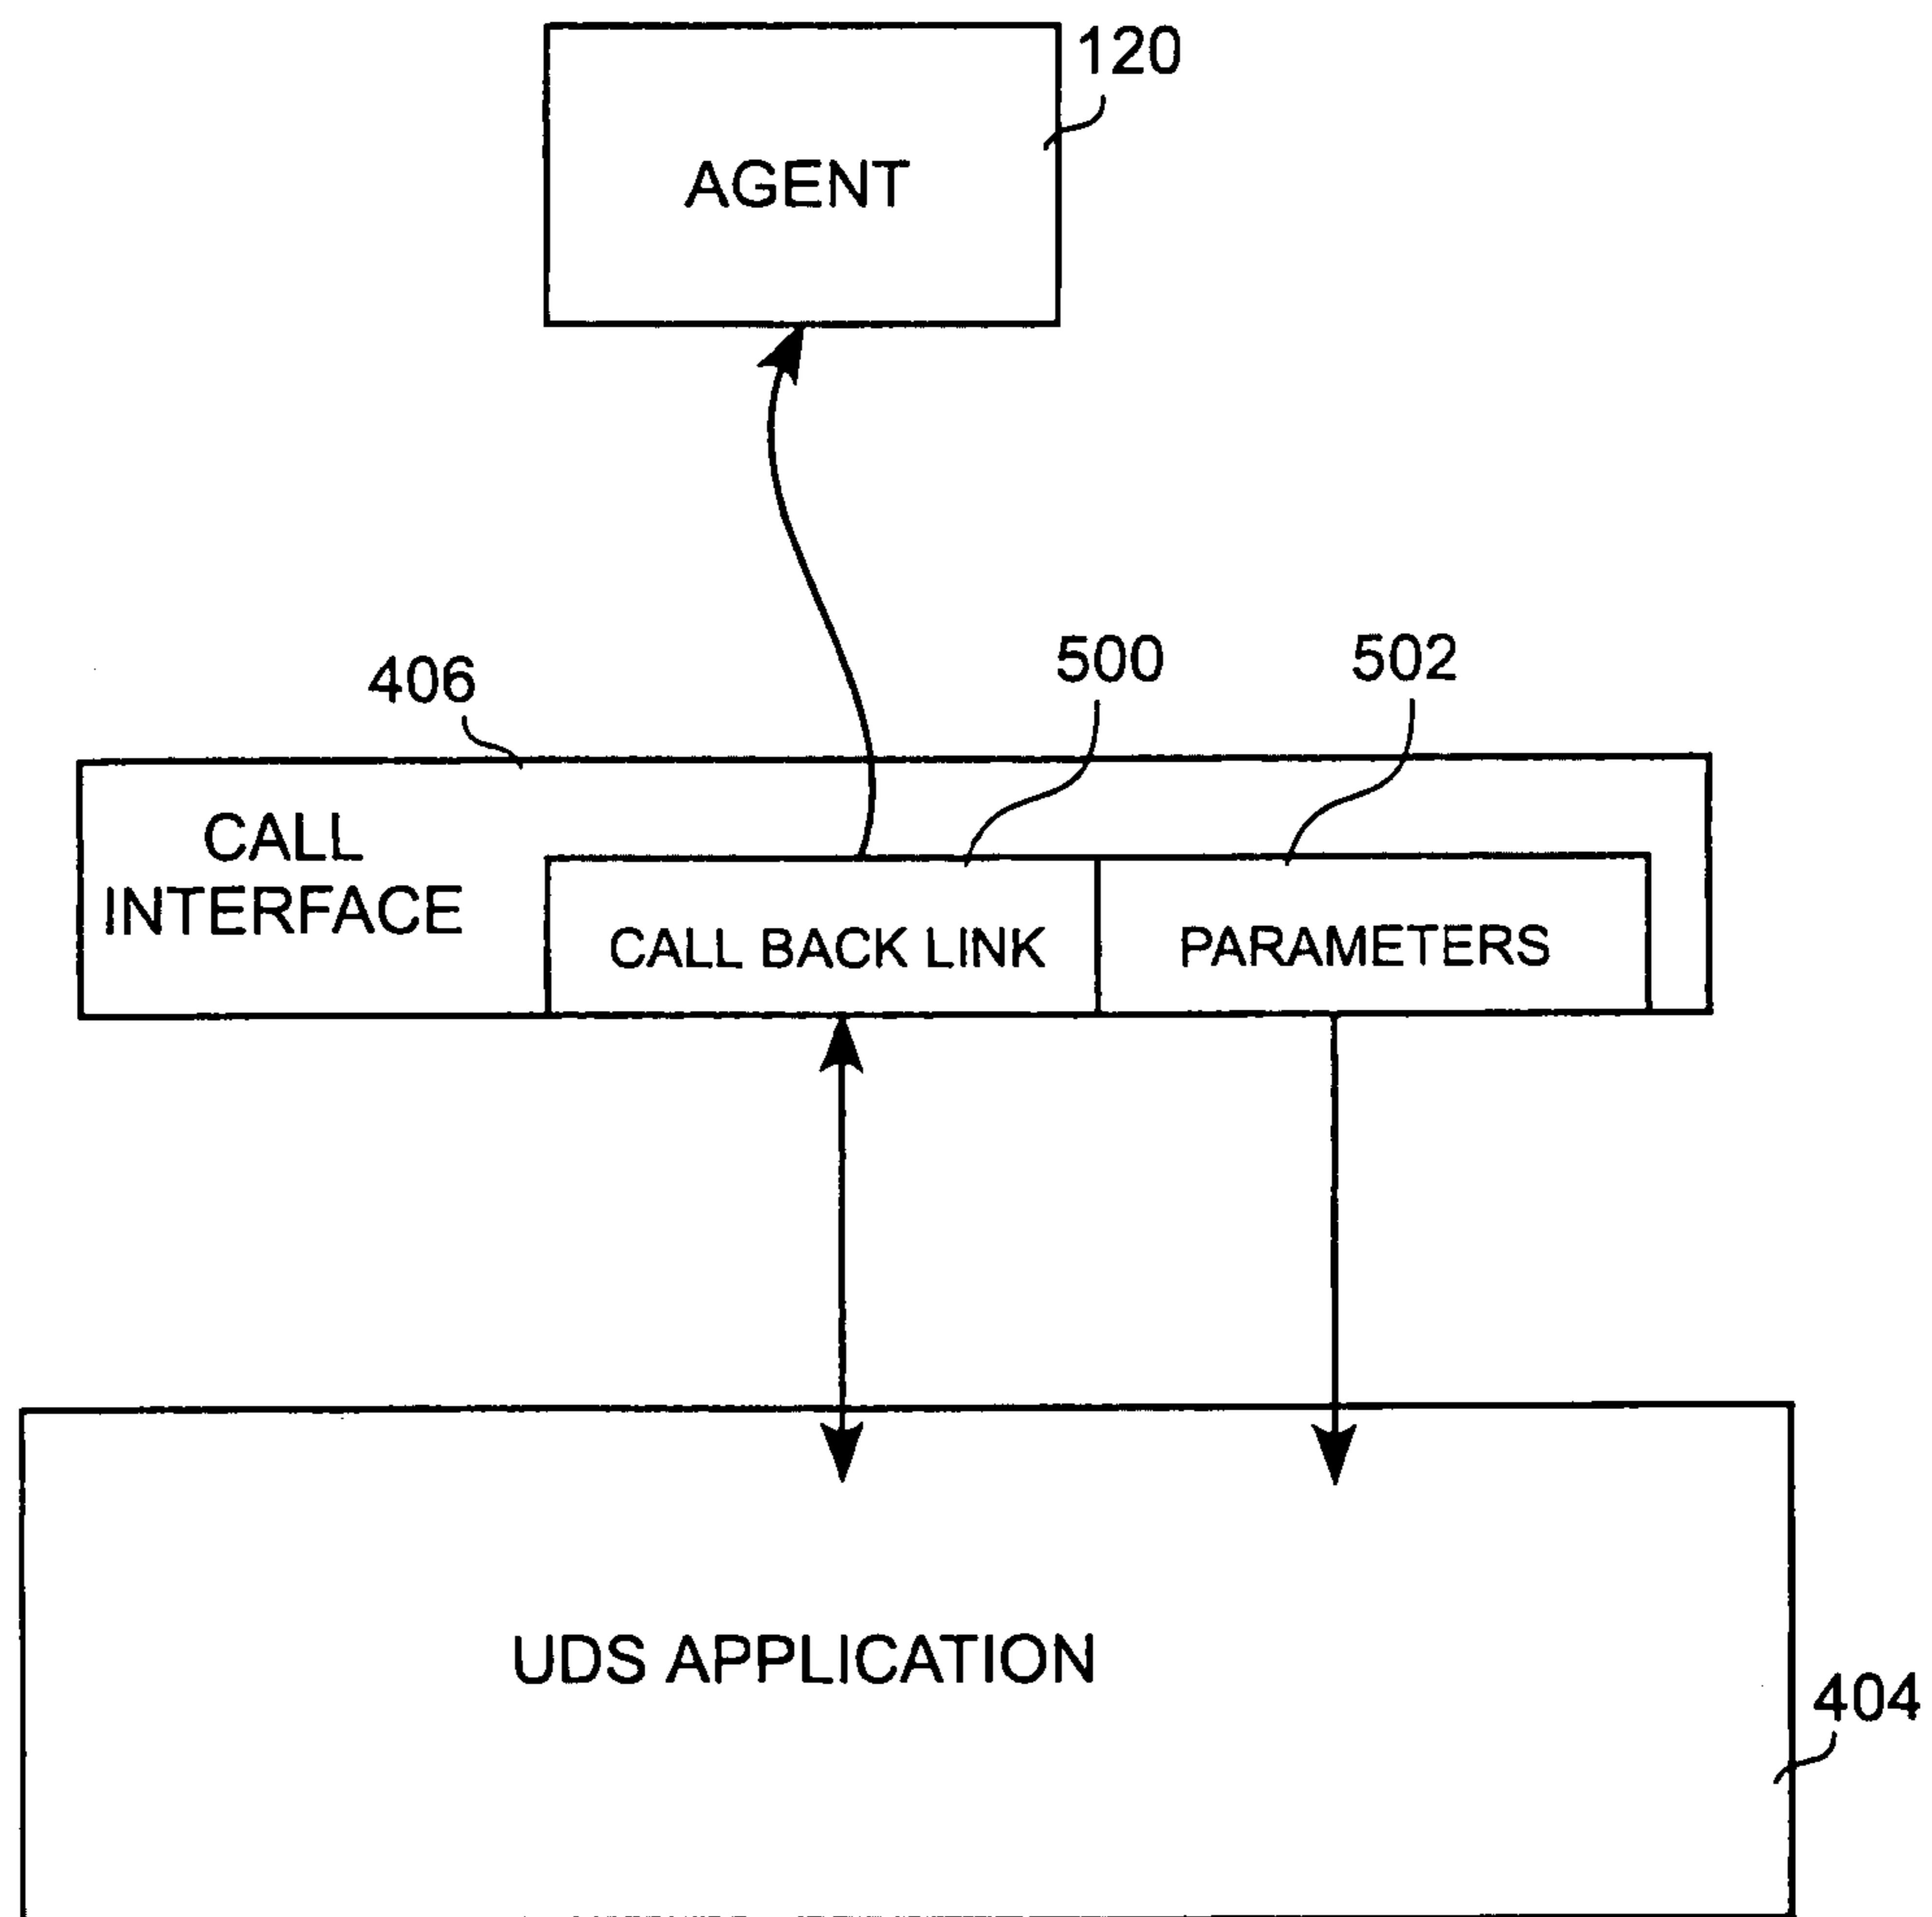 120
AGENT
406
500
502
CALL
INTERFACE
CALL BACK LINK
PARAMETERS
UDS APPLICATION
404